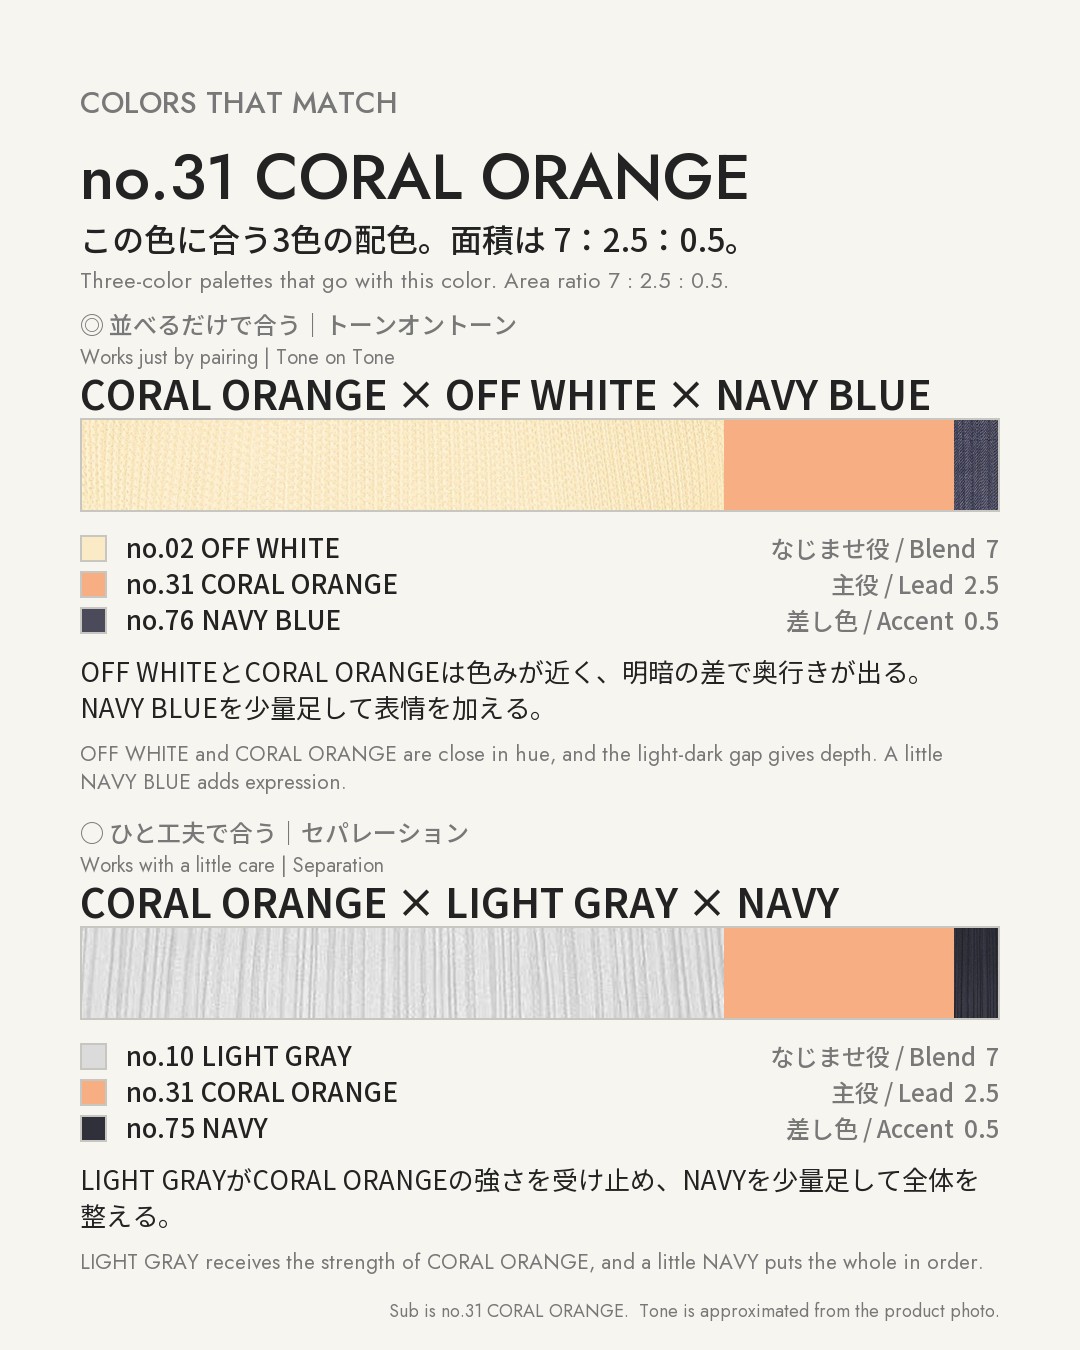 COLORS THAT MATCH
no.31 CORAL ORANGE
この色に合う3色の配色。面積は 7：2.5：0.5。
Three-color palettes that go with this color. Area ratio 7 : 2.5 : 0.5.
◎ 並べるだけで合う｜トーンオントーン
Works just by pairing | Tone on Tone
CORAL ORANGE × OFF WHITE × NAVY BLUE
no.02 OFF WHITE なじませ役 / Blend 7
no.31 CORAL ORANGE 主役 / Lead 2.5
no.76 NAVY BLUE 差し色 / Accent 0.5
OFF WHITEとCORAL ORANGEは色みが近く、明暗の差で奥行きが出る。
NAVY BLUEを少量足して表情を加える。
OFF WHITE and CORAL ORANGE are close in hue, and the light-dark gap gives depth. A little
NAVY BLUE adds expression.
○ ひと工夫で合う｜セパレーション
Works with a little care | Separation
CORAL ORANGE × LIGHT GRAY × NAVY
no.10 LIGHT GRAY なじませ役 / Blend 7
no.31 CORAL ORANGE 主役 / Lead 2.5
no.75 NAVY 差し色 / Accent 0.5
LIGHT GRAYがCORAL ORANGEの強さを受け止め、NAVYを少量足して全体を
整える。
LIGHT GRAY receives the strength of CORAL ORANGE, and a little NAVY puts the whole in order.
Sub is no.31 CORAL ORANGE. Tone is approximated from the product photo.